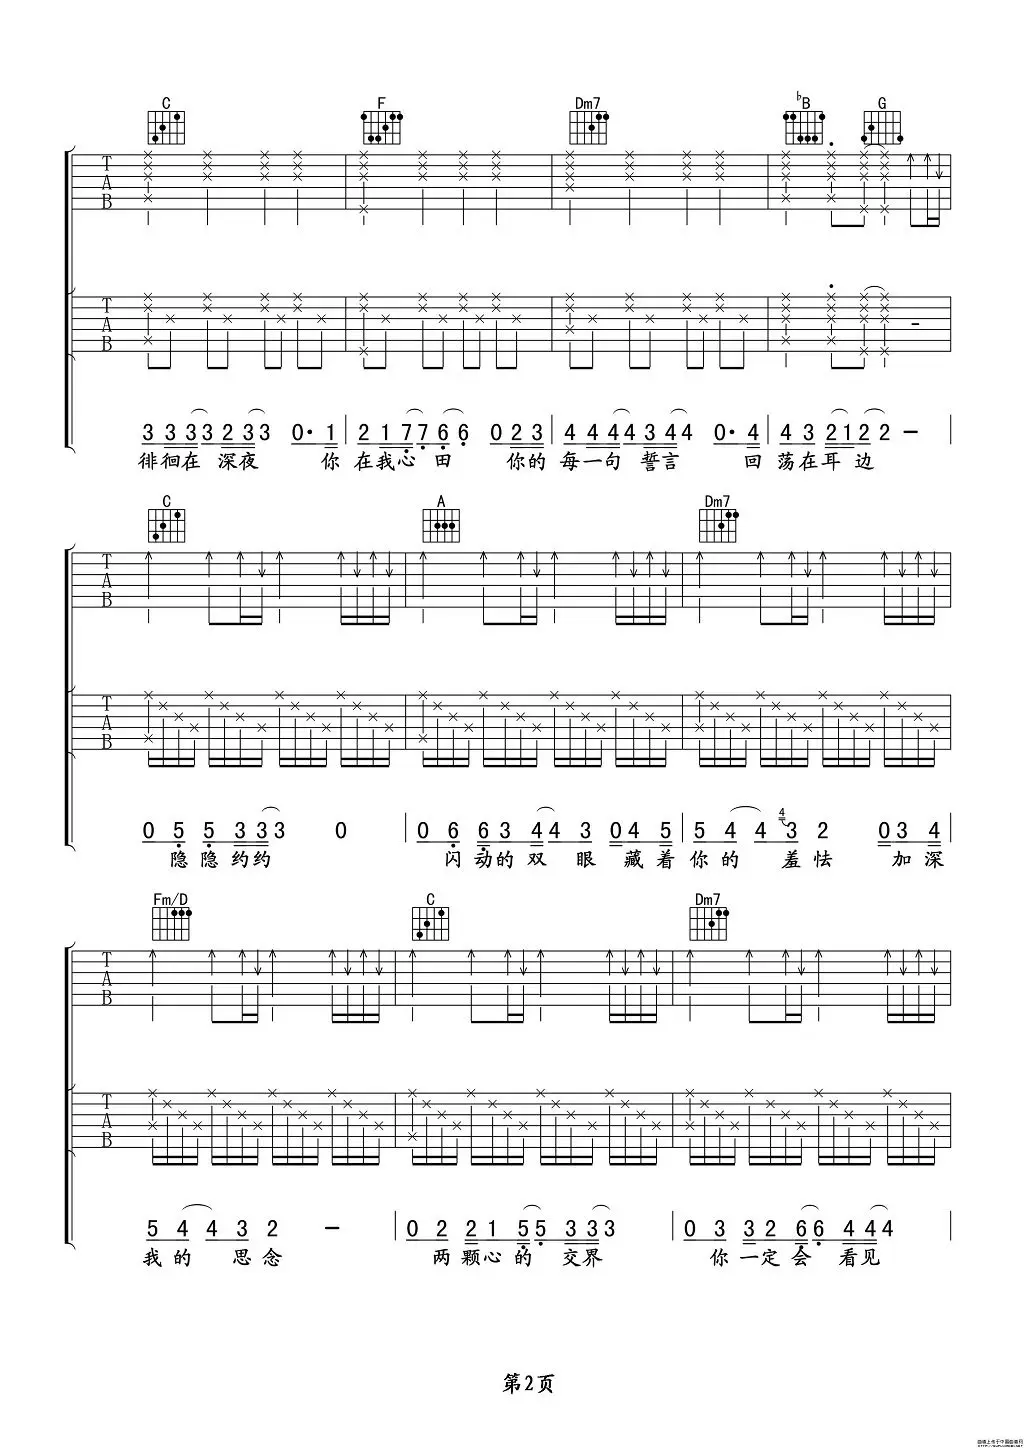 C F Dm7 ♭B G
T A B
T A B
3 3 3 3 2 3 3 0· 1 2 1 7 7 6 6 0 2 3 4 4 4 4 3 4 4 0· 4 4 3 2 1 2 2 –
徘徊在 深夜 你 在我心 田 你的 每一句 誓言 回 荡在耳 边
C A Dm7
T A B
T A B
0 5 5 3 3 3 0 0 6 6 3 4 4 3 0 4 5 5 4 4 4 3 2 0 3 4
隐隐约约 闪动的双 眼 藏着 你的 羞怯 加深
Fm/D C Dm7
T A B
T A B
5 4 4 3 2 – 0 2 2 1 5 5 3 3 3 0 3 3 2 6 6 4 4 4
我的 思念 两颗心的 交界 你一定会 看见
第2页